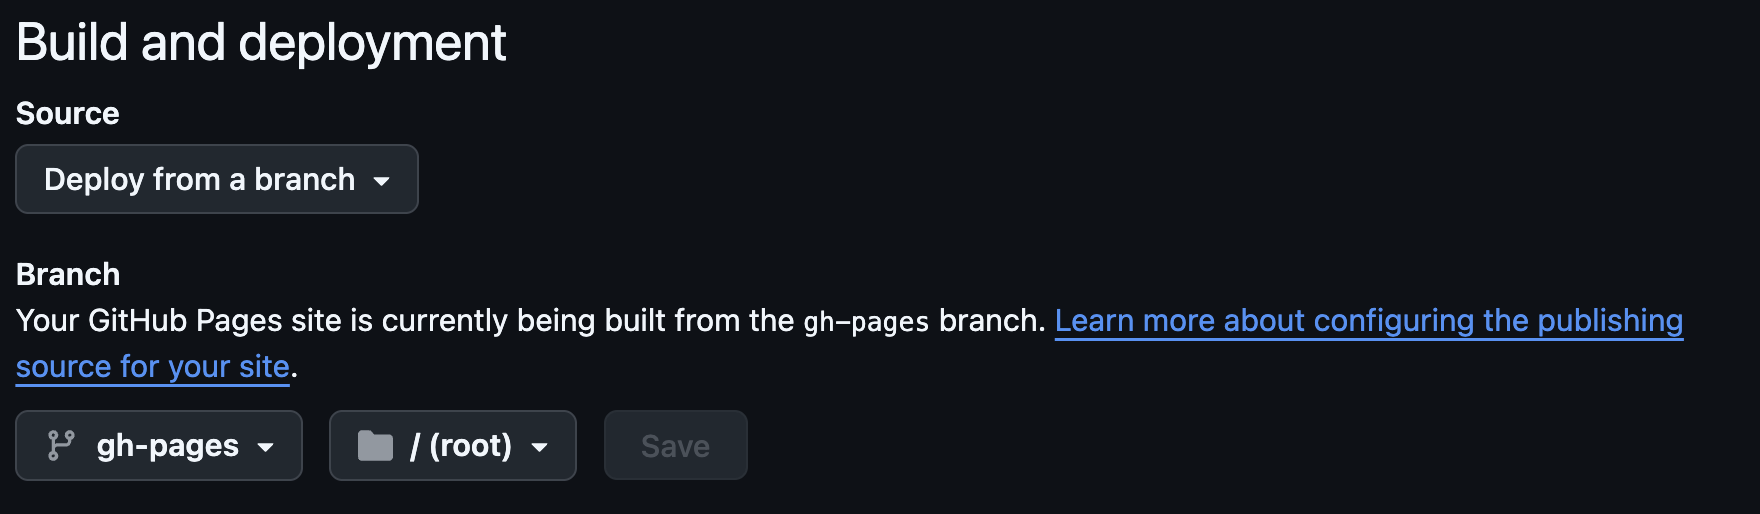 Build and deployment
Source
Deploy from a branch
Branch
Your GitHub Pages site is currently being built from the gh-pages branch. Learn more about configuring the publishing
source for your site.
gh-pages / (root) Save